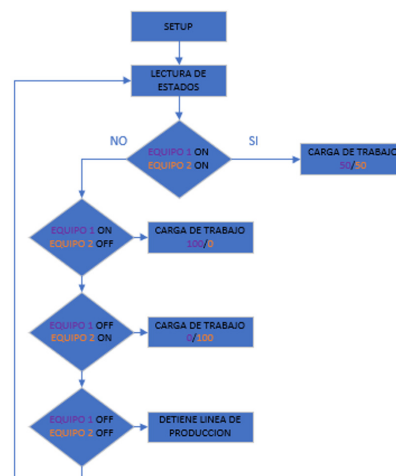 SETUP
LECTURA DE
ESTADOS
NO
SI
EQUIPO 1 ON
EQUIPO 2 ON
CARGA DE TRABAJO
50/50
EQUIPO 1 ON
EQUIPO 2 OFF
CARGA DE TRABAJO
100/0
EQUIPO 1 OFF
EQUIPO 2 ON
CARGA DE TRABAJO
0/100
EQUIPO 1 OFF
EQUIPO 2 OFF
DETIENE LINEA DE
PRODUCCION